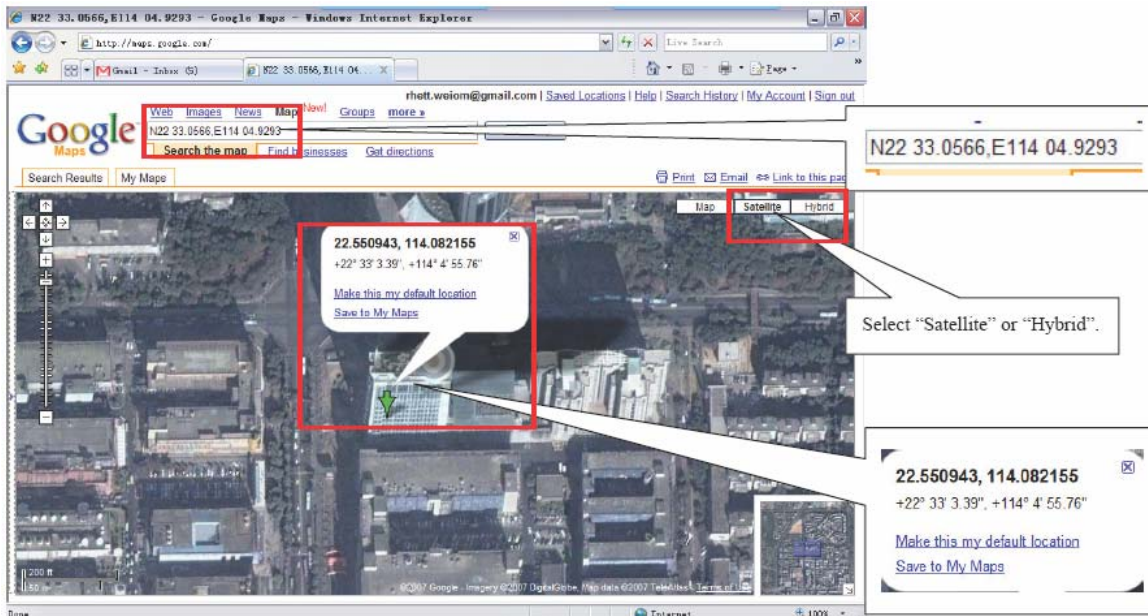 N22 33.0566,E114 04.9293 - Google Maps - Windows Internet Explorer
http://maps.google.com/
Live Search
Gmail - Inbox (5)
N22 33.0566,E114 04...
Page
rhett.weiom@gmail.com | Saved Locations | Help | Search History | My Account | Sign out
Web Images News Map New! Groups more »
Google
Maps
N22 33.0566,E114 04.9293
Search the map Find businesses Get directions
Search Results My Maps
Print Email Link to this pag
Map Satellite Hybrid
22.550943, 114.082155
+22° 33' 3.39", +114° 4' 55.76"
Make this my default location
Save to My Maps
200 ft
50 m
©2007 Google - Imagery ©2007 DigitalGlobe, Map data ©2007 TeleAtlas, Terms of
Done
Internet
100%
N22 33.0566,E114 04.9293
Select “Satellite” or “Hybrid”.
22.550943, 114.082155
+22° 33' 3.39", +114° 4' 55.76"
Make this my default location
Save to My Maps